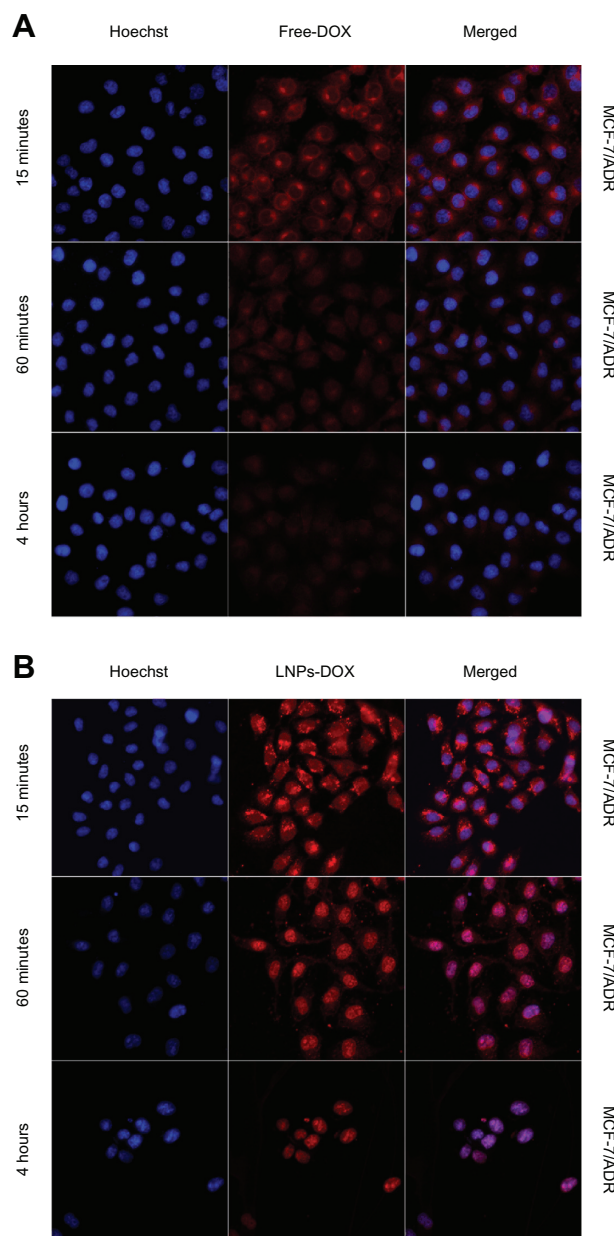 A
Hoechst Free-DOX Merged
15 minutes MCF-7/ADR
60 minutes MCF-7/ADR
4 hours MCF-7/ADR
B
Hoechst LNPs-DOX Merged
15 minutes MCF-7/ADR
60 minutes MCF-7/ADR
4 hours MCF-7/ADR